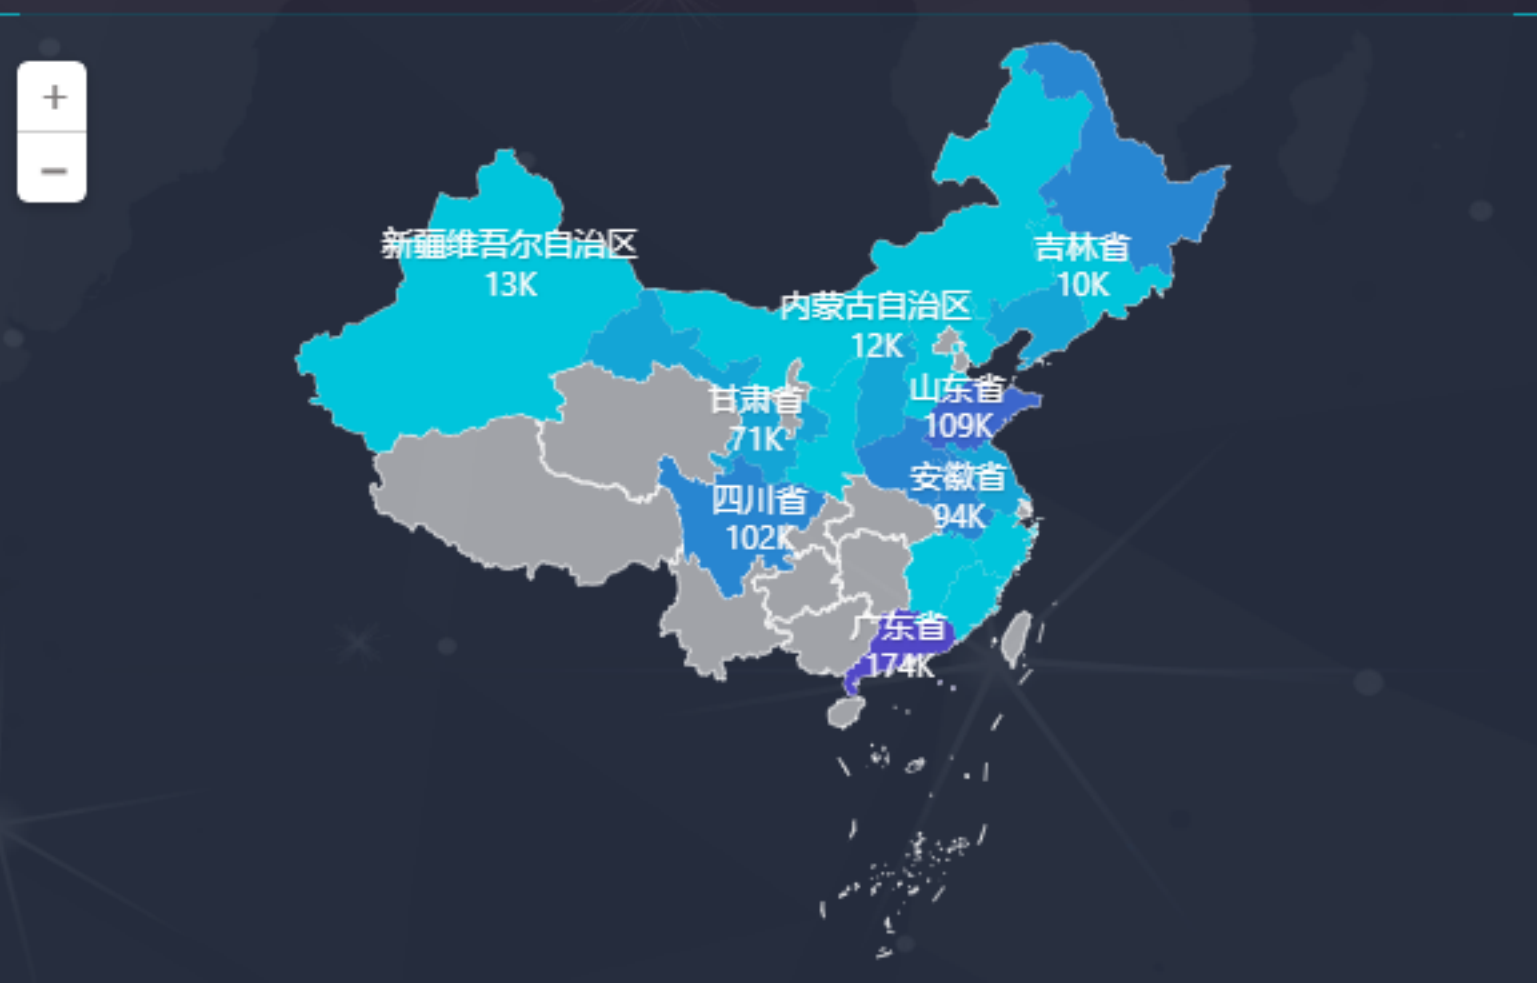 +
−
新疆维吾尔自治区
13K
吉林省
10K
内蒙古自治区
12K
山东省
109K
甘肃省
71K
安徽省
94K
四川省
102K
广东省
174K